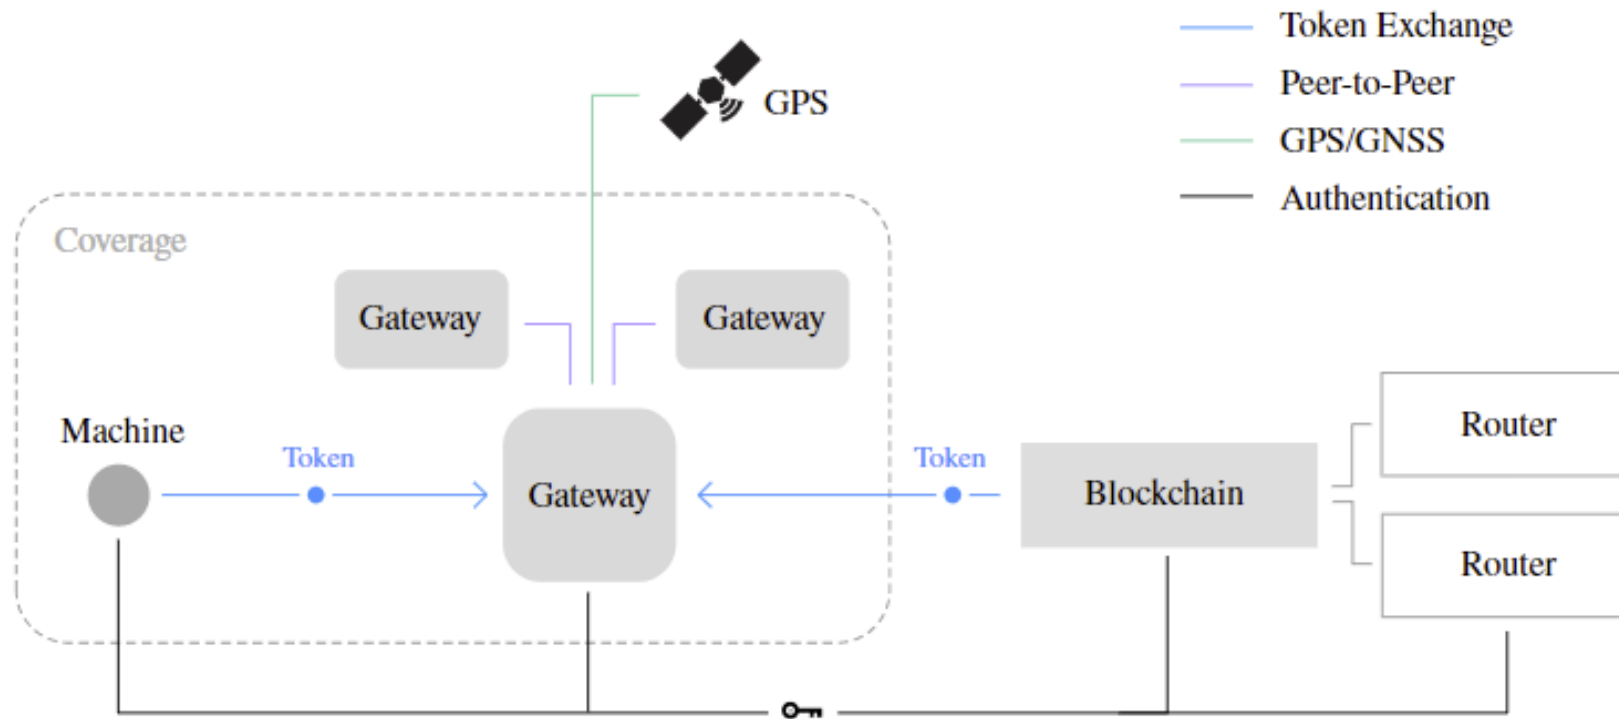 Token Exchange
Peer-to-Peer
GPS/GNSS
Authentication
GPS
Coverage
Gateway
Gateway
Machine
Token
Gateway
Token
Blockchain
Router
Router